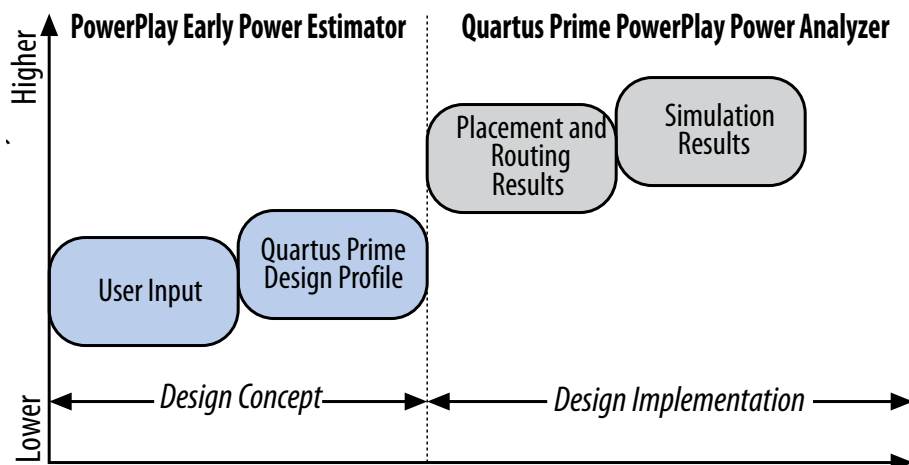 PowerPlay Early Power Estimator
Quartus Prime PowerPlay Power Analyzer
Higher
Placement and
Routing
Results
Simulation
Results
User Input
Quartus Prime
Design Profile
Design Concept
Design Implementation
Lower